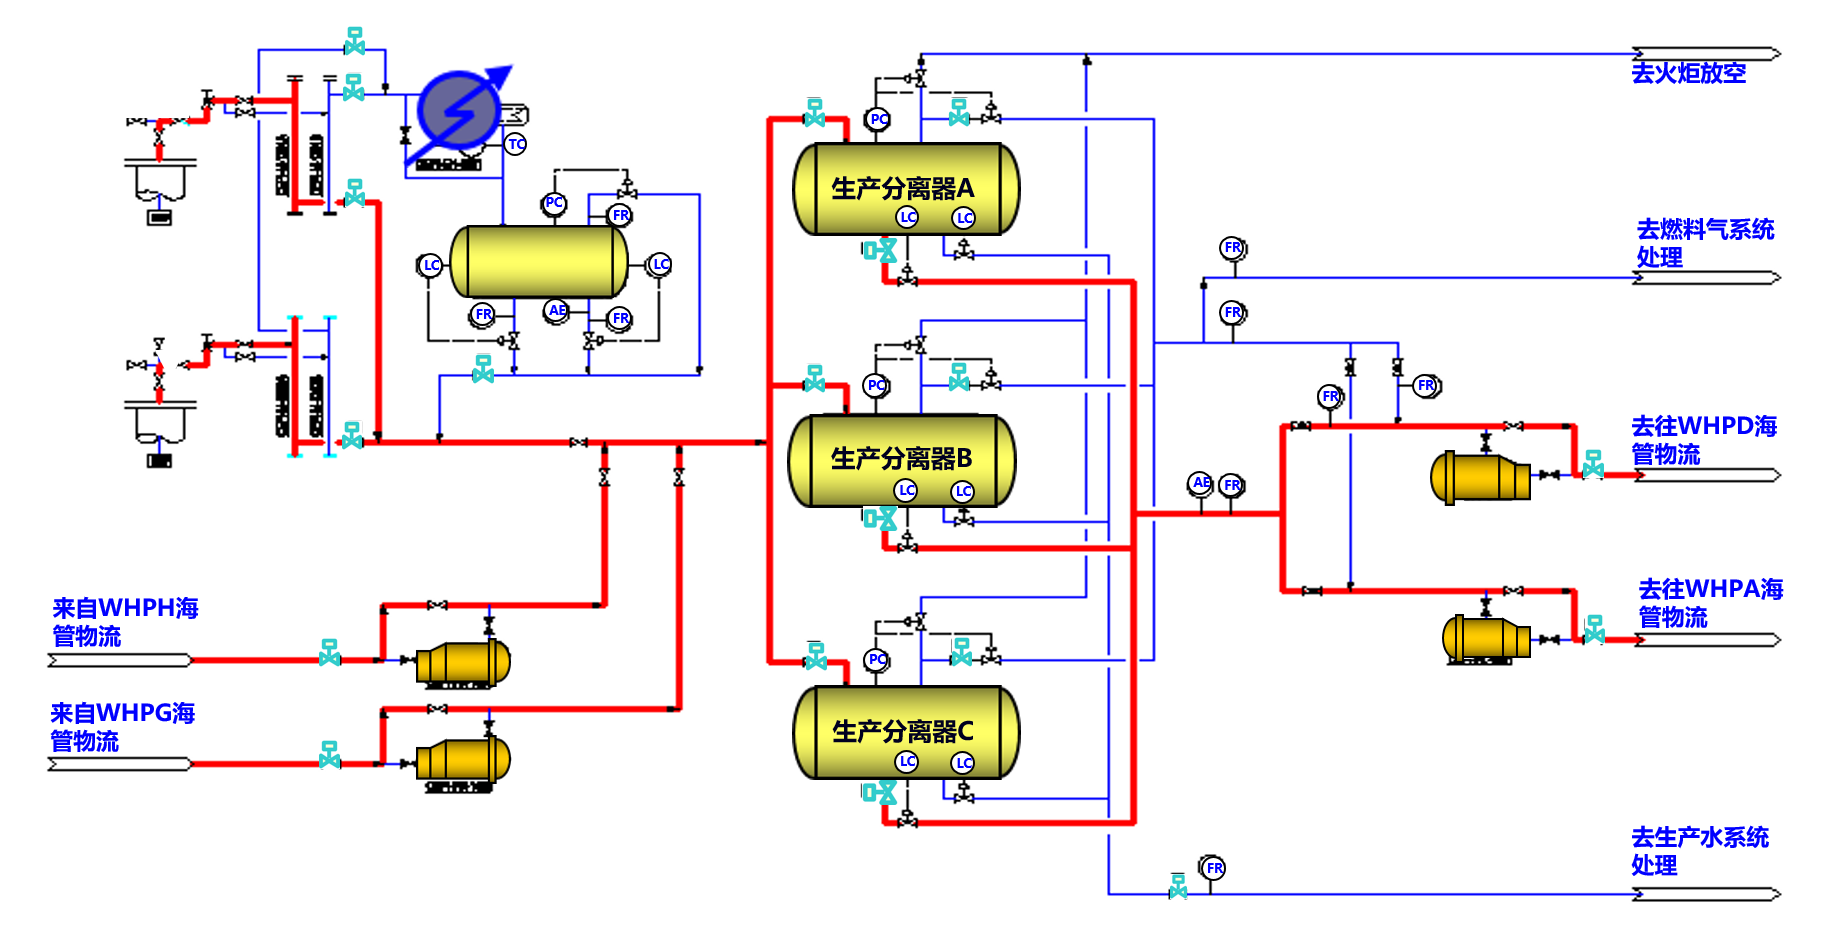 去火炬放空
TC
PC
FR
LC
LC
FR
AE
FR
PC
生产分离器A
LC
LC
去燃料气系统
处理
FR
FR
PC
生产分离器B
LC
LC
FR
FR
去往WHPD海
管物流
AE
FR
来自WHPH海
管物流
去往WHPA海
管物流
PC
生产分离器C
LC
LC
来自WHPG海
管物流
去生产水系统
处理
FR